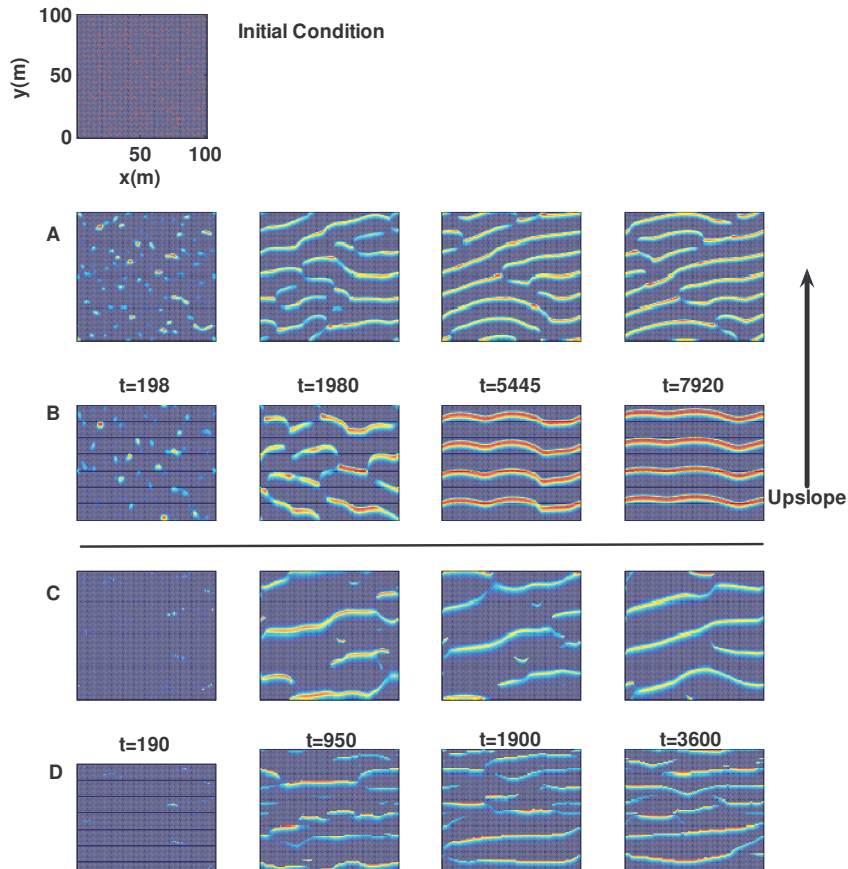 100
Initial Condition
y(m)
50
0
50 100
x(m)
A
t=198 t=1980 t=5445 t=7920
B
Upslope
C
t=190 t=950 t=1900 t=3600
D